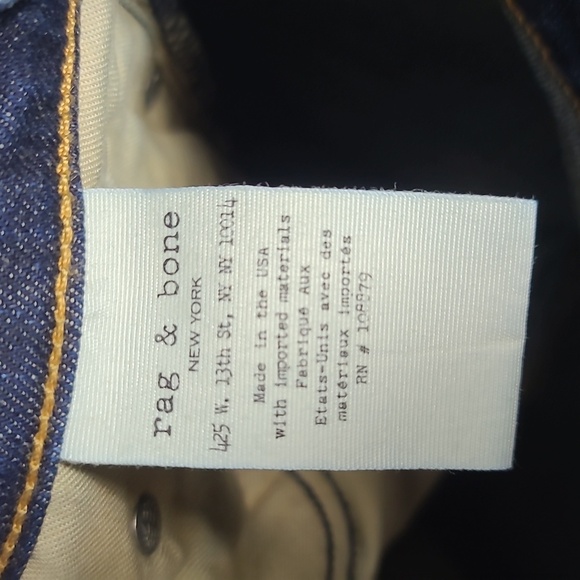 rag & bone
NEW YORK
425 W. 13th St, NY NY 10014
Made in the USA
with imported materials
Fabriqué Aux
Etats-Unis avec des
matériaux importés
RN # 108879